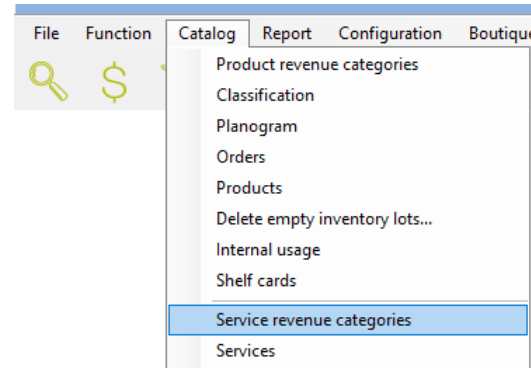 File Function Catalog Report Configuration Boutique
$
Product revenue categories
Classification
Planogram
Orders
Products
Delete empty inventory lots...
Internal usage
Shelf cards
Service revenue categories
Services